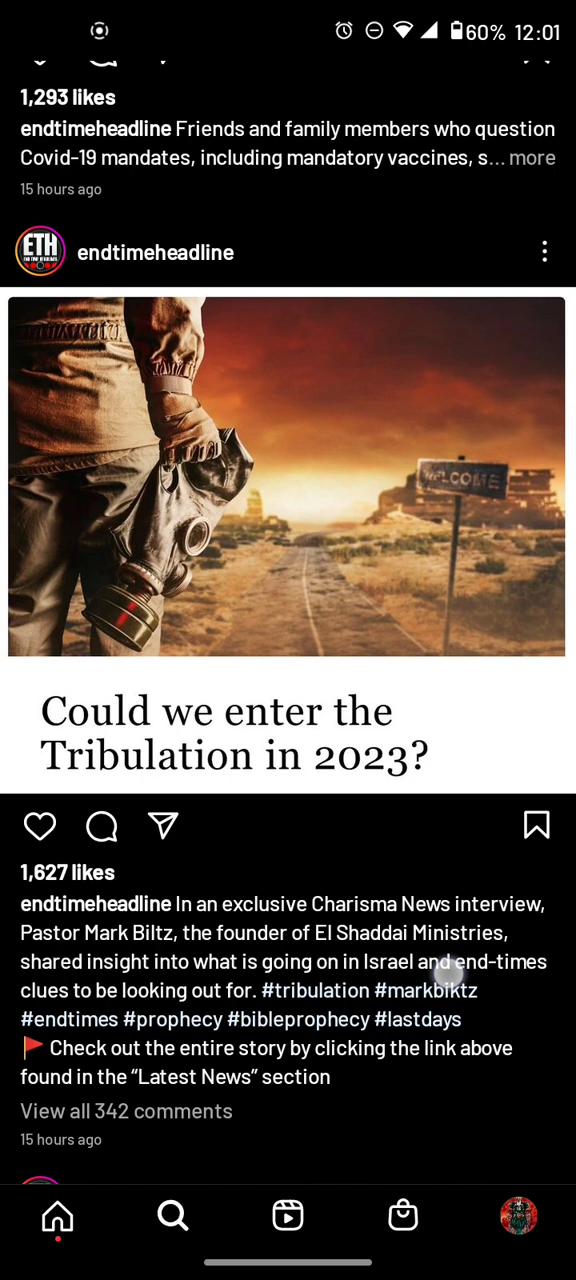 60% 12:01
1,293 likes
endtimeheadline Friends and family members who question
Covid-19 mandates, including mandatory vaccines, s... more
15 hours ago
ETH
endtimeheadline
WELCOME
Could we enter the
Tribulation in 2023?
1,627 likes
endtimeheadline In an exclusive Charisma News interview,
Pastor Mark Biltz, the founder of El Shaddai Ministries,
shared insight into what is going on in Israel and end-times
clues to be looking out for. #tribulation #markbiktz
#endtimes #prophecy #bibleprophecy #lastdays
🚩 Check out the entire story by clicking the link above
found in the “Latest News” section
View all 342 comments
15 hours ago